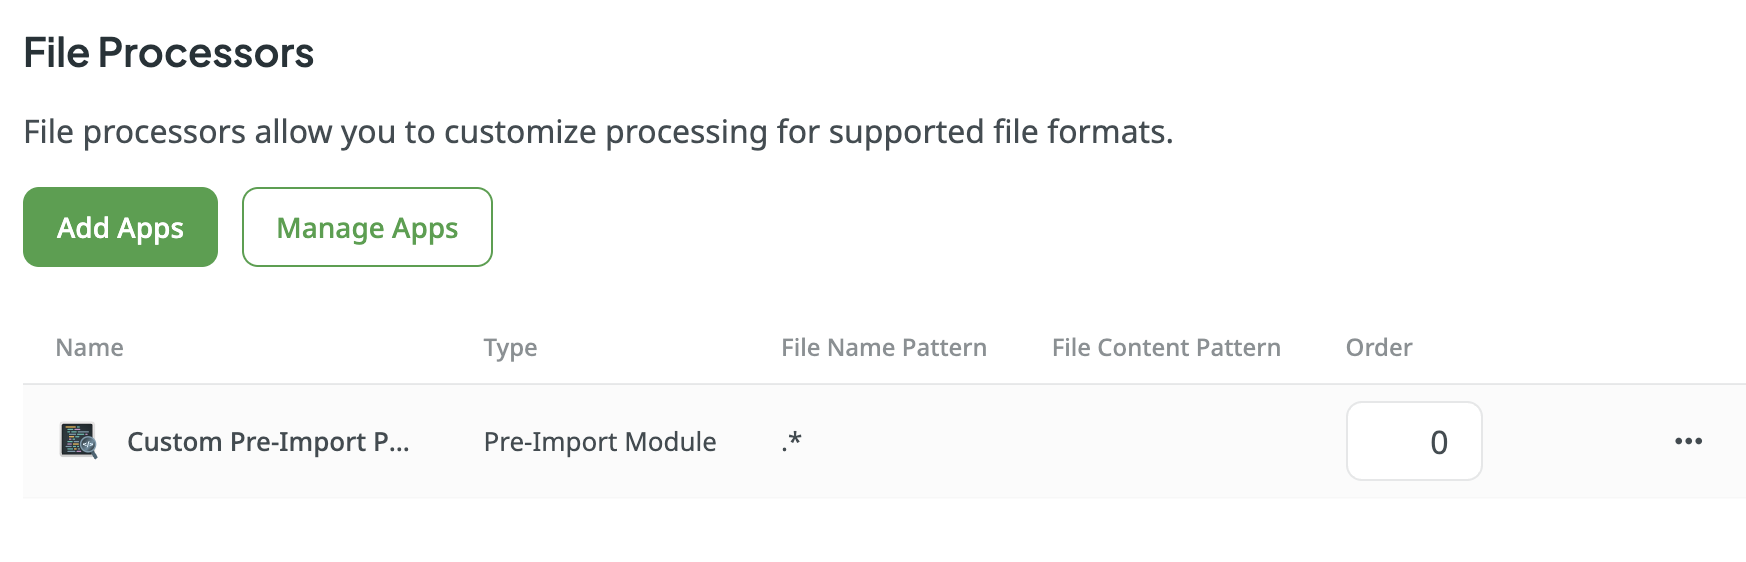 File Processors
File processors allow you to customize processing for supported file formats.
Add Apps Manage Apps
Name Type File Name Pattern File Content Pattern Order
Custom Pre-Import P... Pre-Import Module .* 0